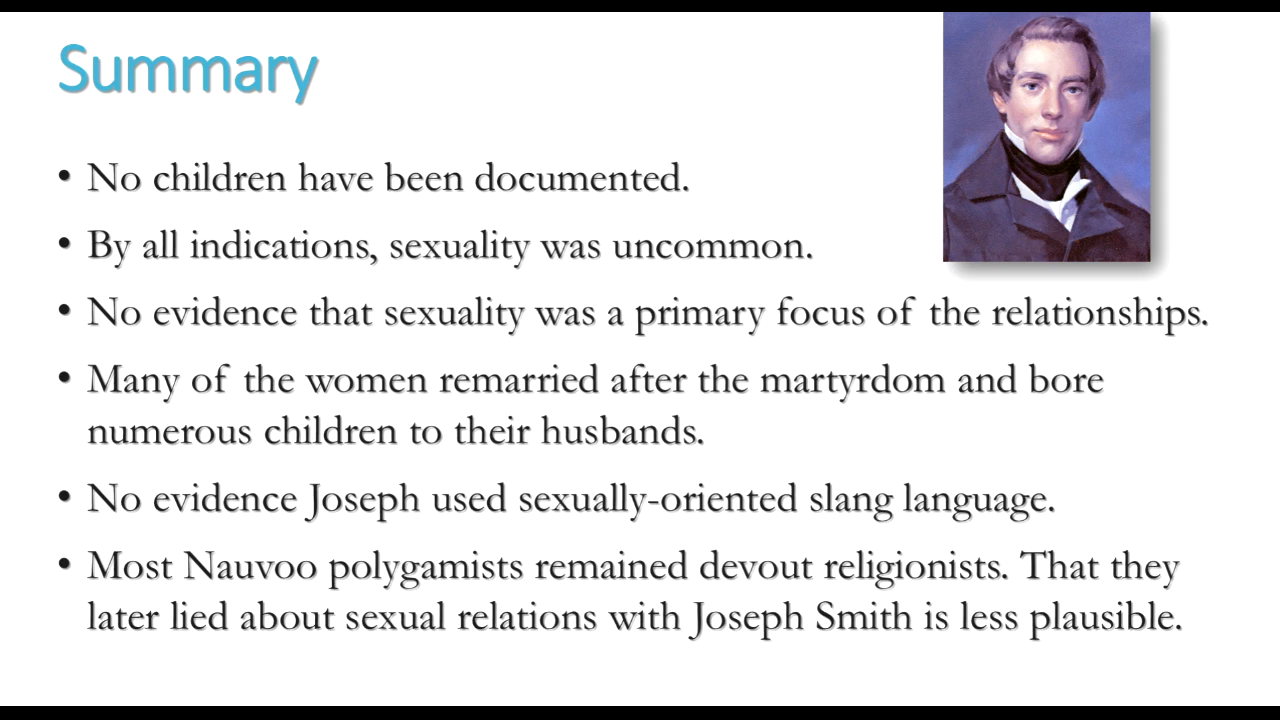 Summary
• No children have been documented.
• By all indications, sexuality was uncommon.
• No evidence that sexuality was a primary focus of the relationships.
• Many of the women remarried after the martyrdom and bore
numerous children to their husbands.
• No evidence Joseph used sexually-oriented slang language.
• Most Nauvoo polygamists remained devout religionists. That they
later lied about sexual relations with Joseph Smith is less plausible.